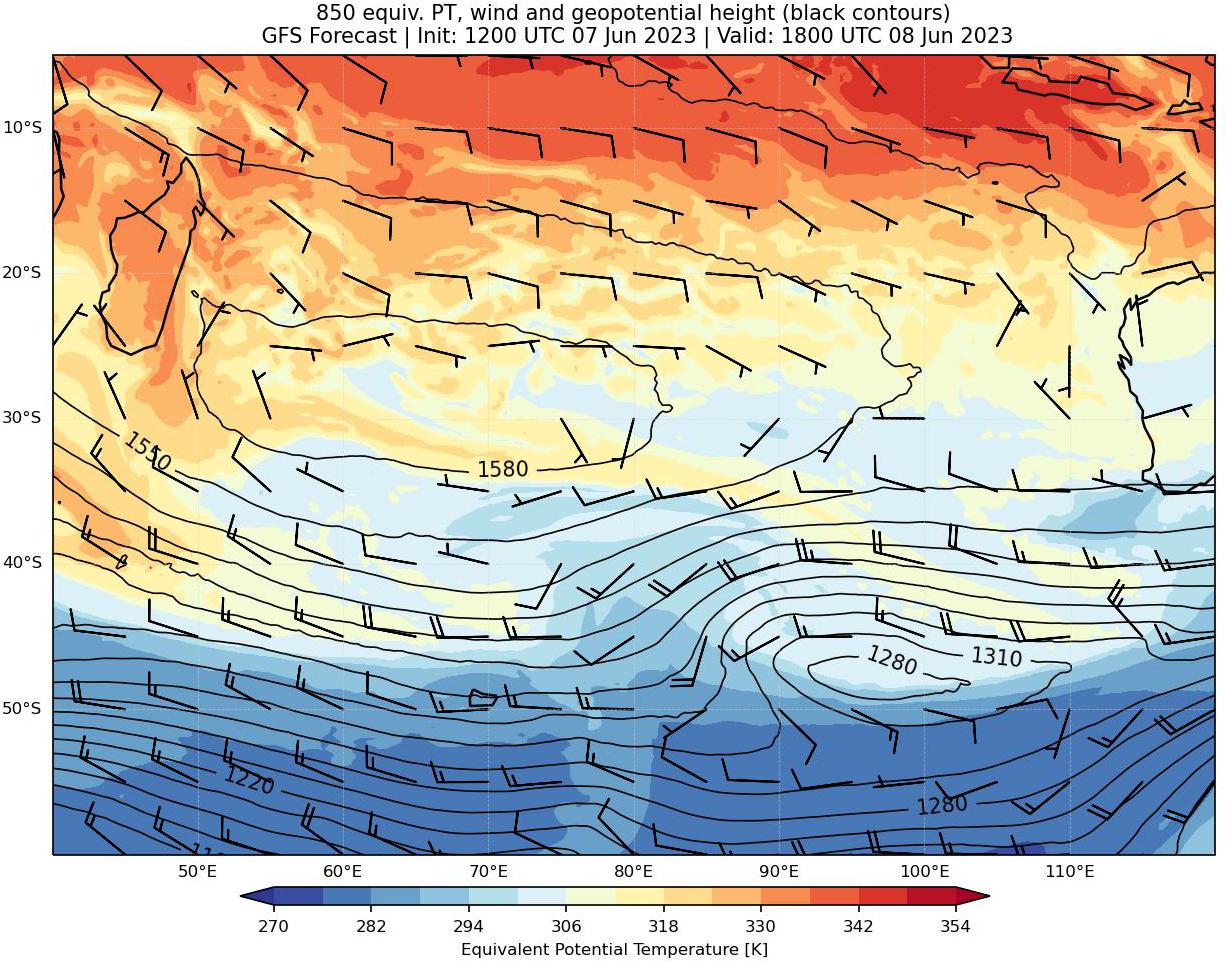 850 equiv. PT, wind and geopotential height (black contours)
GFS Forecast | Init: 1200 UTC 07 Jun 2023 | Valid: 1800 UTC 08 Jun 2023
10°S
20°S
30°S
1550
1580
40°S
1280
1310
50°S
1220
1280
50°E
60°E
70°E
80°E
90°E
100°E
110°E
270
282
294
306
318
330
342
354
Equivalent Potential Temperature [K]